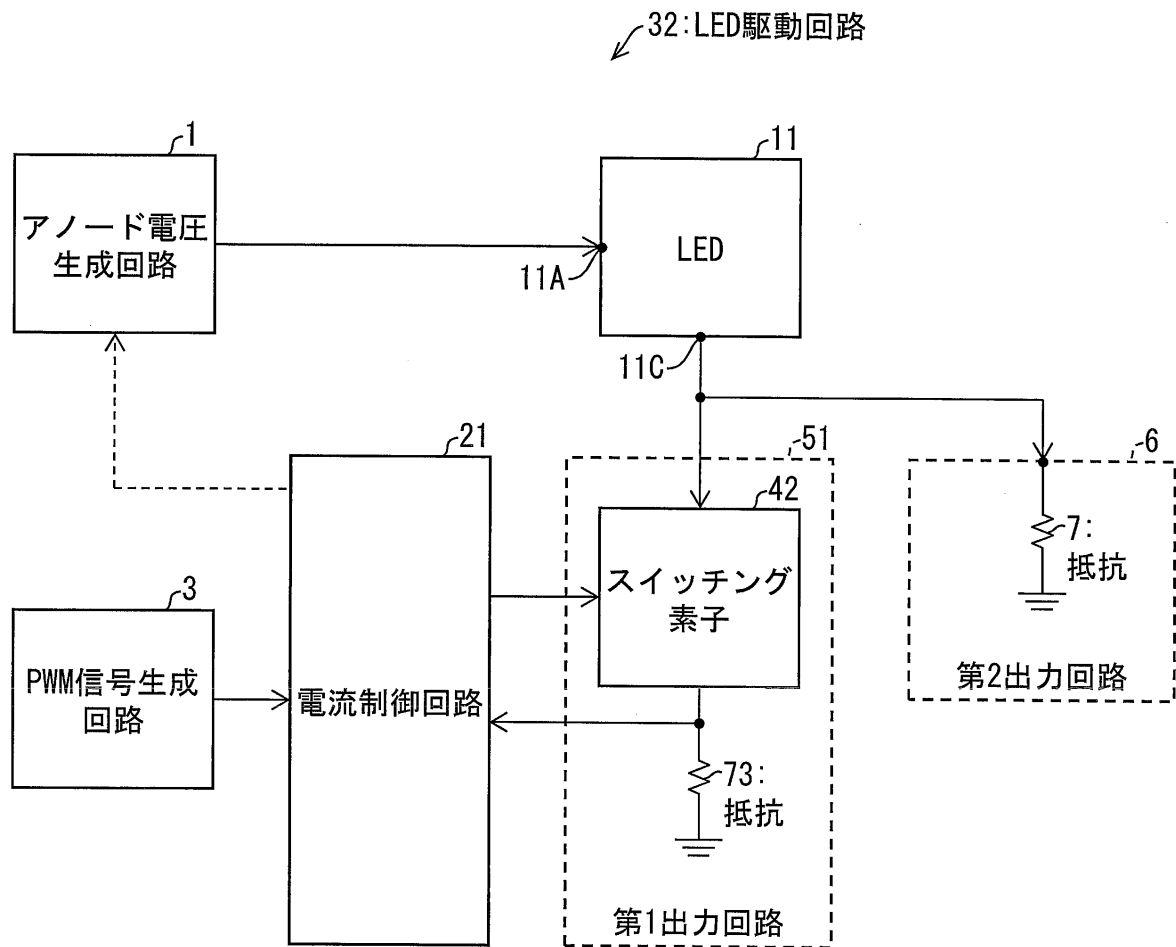 32:LED駆動回路
1
アノード電圧
生成回路
11
LED
11A
11C
21
電流制御回路
3
PWM信号生成
回路
51
42
スイッチング
素子
73:
抵抗
第1出力回路
6
7:
抵抗
第2出力回路